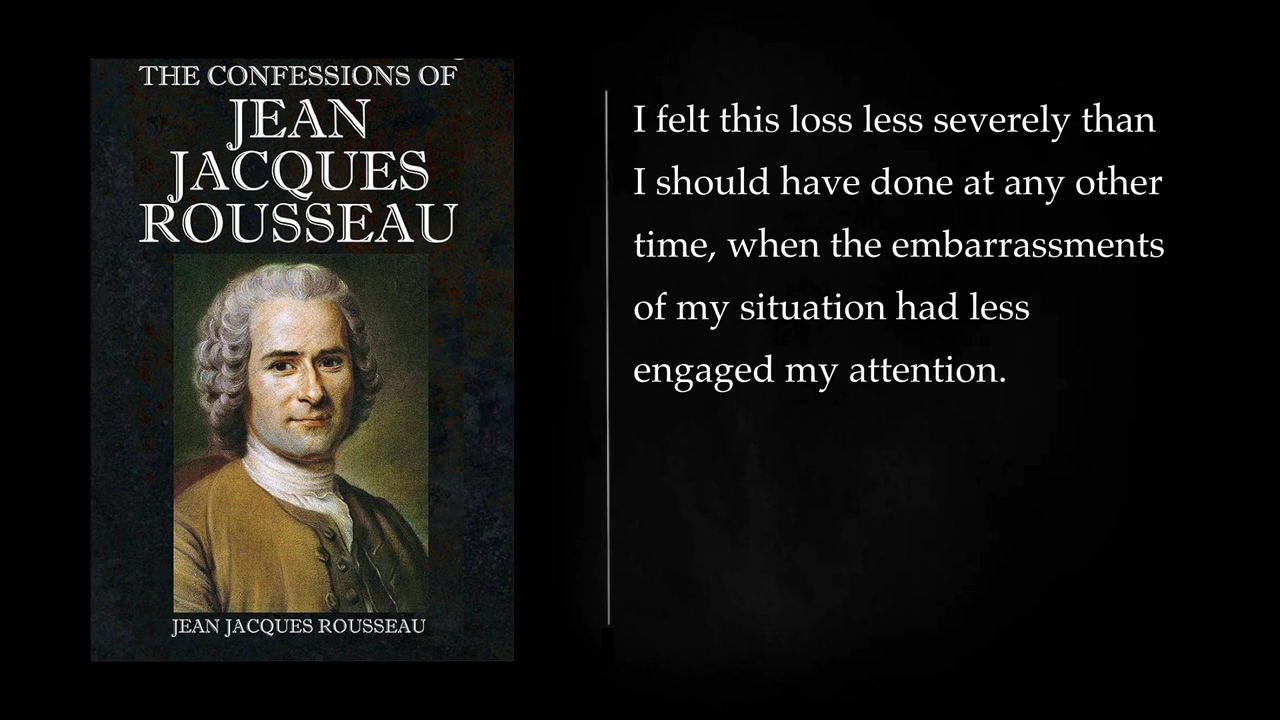 THE CONFESSIONS OF
JEAN
JACQUES
ROUSSEAU
JEAN JACQUES ROUSSEAU
I felt this loss less severely than
I should have done at any other
time, when the embarrassments
of my situation had less
engaged my attention.